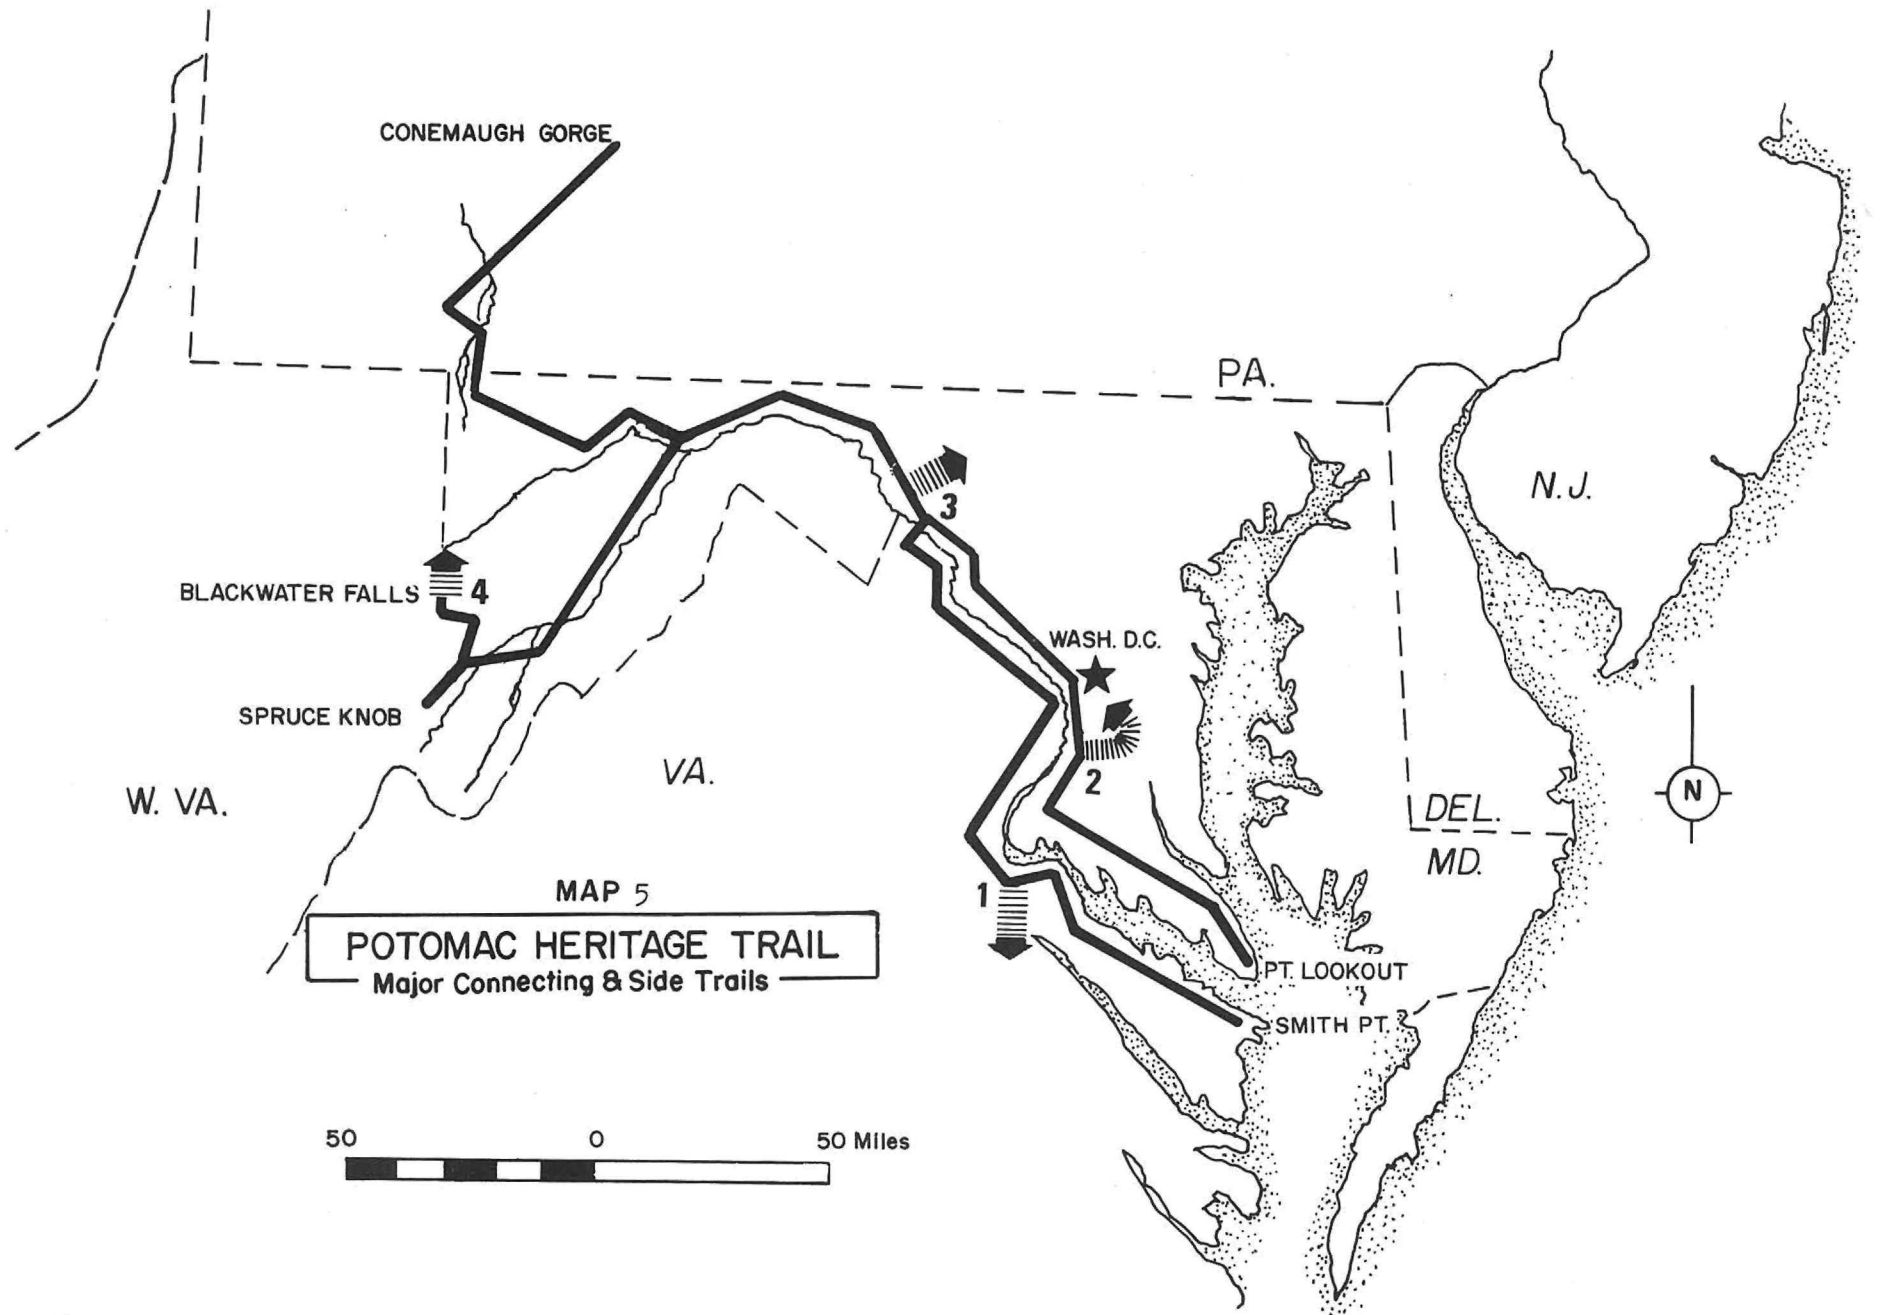 CONEMAUGH GORGE
PA.
N.J.
3
BLACKWATER FALLS
4
WASH. D.C.
SPRUCE KNOB
2
VA.
W. VA.
N
DEL.
MD.
1
MAP 5
POTOMAC HERITAGE TRAIL
Major Connecting & Side Trails
PT. LOOKOUT
SMITH PT.
50 0 50 Miles